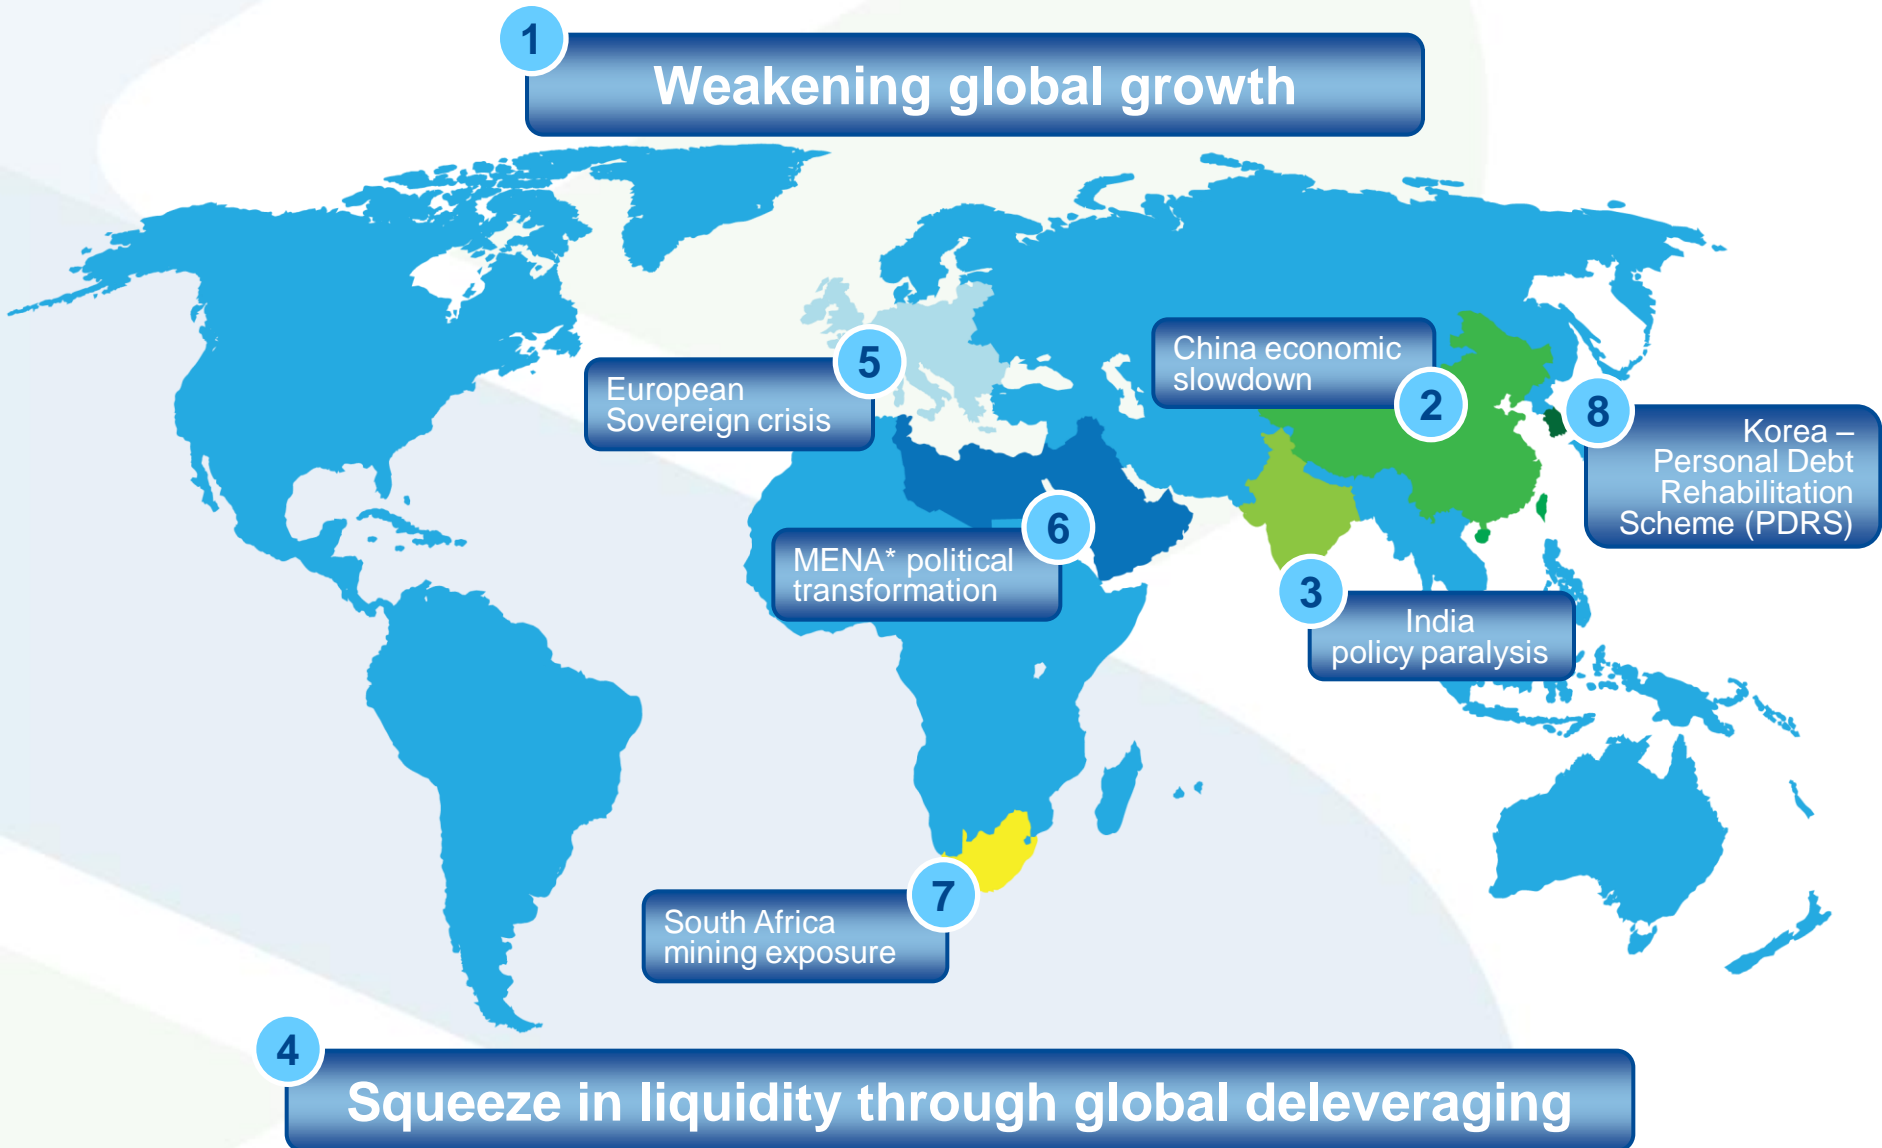 1
Weakening global growth
5
European
Sovereign crisis
China economic
slowdown
2
8
Korea –
Personal Debt
Rehabilitation
Scheme (PDRS)
6
MENA* political
transformation
3
India
policy paralysis
7
South Africa
mining exposure
4
Squeeze in liquidity through global deleveraging